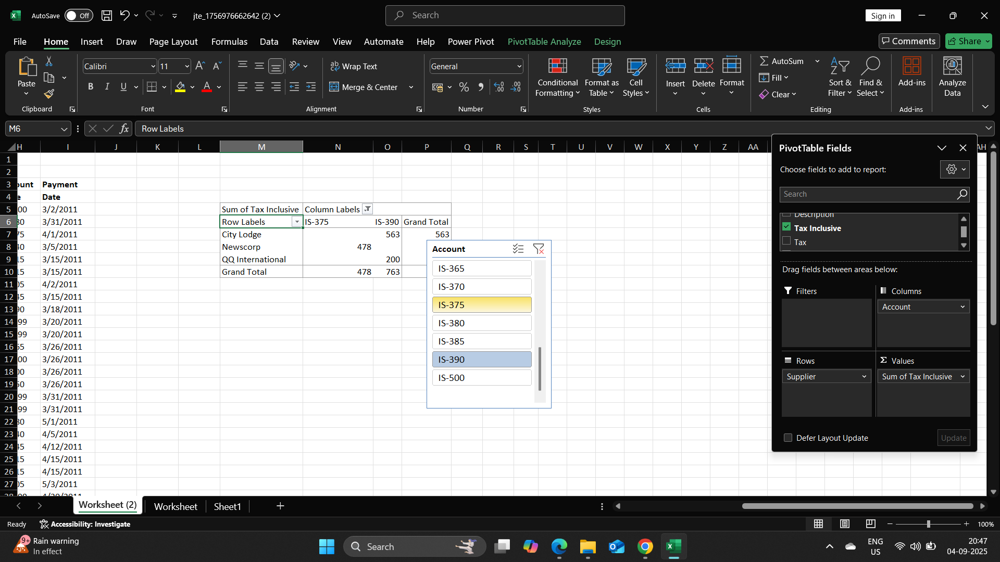 AutoSave Off jte_1756976662642 (2) Search Sign in
File Home Insert Draw Page Layout Formulas Data Review View Automate Help Power Pivot PivotTable Analyze Design Comments Share
Paste Calibri 11 B I U A Wrap Text Merge & Center General Conditional Formatting Format as Table Cell Styles Insert Delete Format AutoSum Fill Clear Sort & Filter Find & Select Add-ins Analyze Data
Clipboard Font Alignment Number Styles Cells Editing Add-ins
M6 fx Row Labels
H I J K L M N O P Q R S T U V W X Y Z AA AH
1
2
3 ount Payment
4 e Date
5 00 3/2/2011 Sum of Tax Inclusive Column Labels
6 30 3/31/2011 Row Labels IS-375 IS-390 Grand Total
7 75 4/1/2011 City Lodge 563 563
8 40 3/5/2011 Newscorp 478
9 15 3/15/2011 QQ International 200
10 15 3/15/2011 Grand Total 478 763
11 05 4/2/2011
12 45 3/15/2011
13 90 3/18/2011
14 99 3/20/2011
15 99 3/20/2011
16 65 3/26/2011
17 00 3/26/2011
18 00 3/26/2011
19 50 3/26/2011
20 99 3/31/2011
21 99 3/31/2011
22 80 5/1/2011
23 40 4/5/2011
24 45 4/12/2011
25 15 4/15/2011
26 15 4/15/2011
27 05 5/3/2011
28 99 4/20/2011
Account
IS-365
IS-370
IS-375
IS-380
IS-385
IS-390
IS-500
PivotTable Fields
Choose fields to add to report:
Search
Description
Tax Inclusive
Tax
Drag fields between areas below:
Filters Columns
Account
Rows Values
Supplier Sum of Tax Inclusive
Defer Layout Update Update
Worksheet (2) Worksheet Sheet1
Ready Accessibility: Investigate 100%
9+ Rain warning
In effect
Search
ENG
US
20:47
04-09-2025